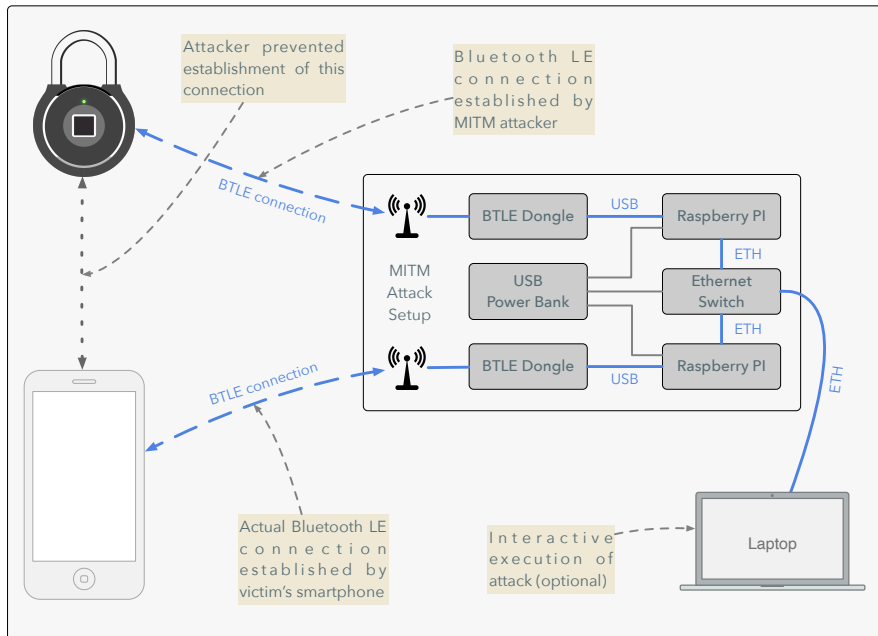 Attacker prevented
establishment of this
connection
Bluetooth LE
connection
established by
MITM attacker
BTLE connection
BTLE Dongle
USB
Raspberry PI
ETH
MITM
Attack
Setup
USB
Power Bank
Ethernet
Switch
ETH
BTLE connection
BTLE Dongle
USB
Raspberry PI
ETH
Actual Bluetooth LE
connection
established by
victim's smartphone
Interactive
execution of
attack (optional)
Laptop